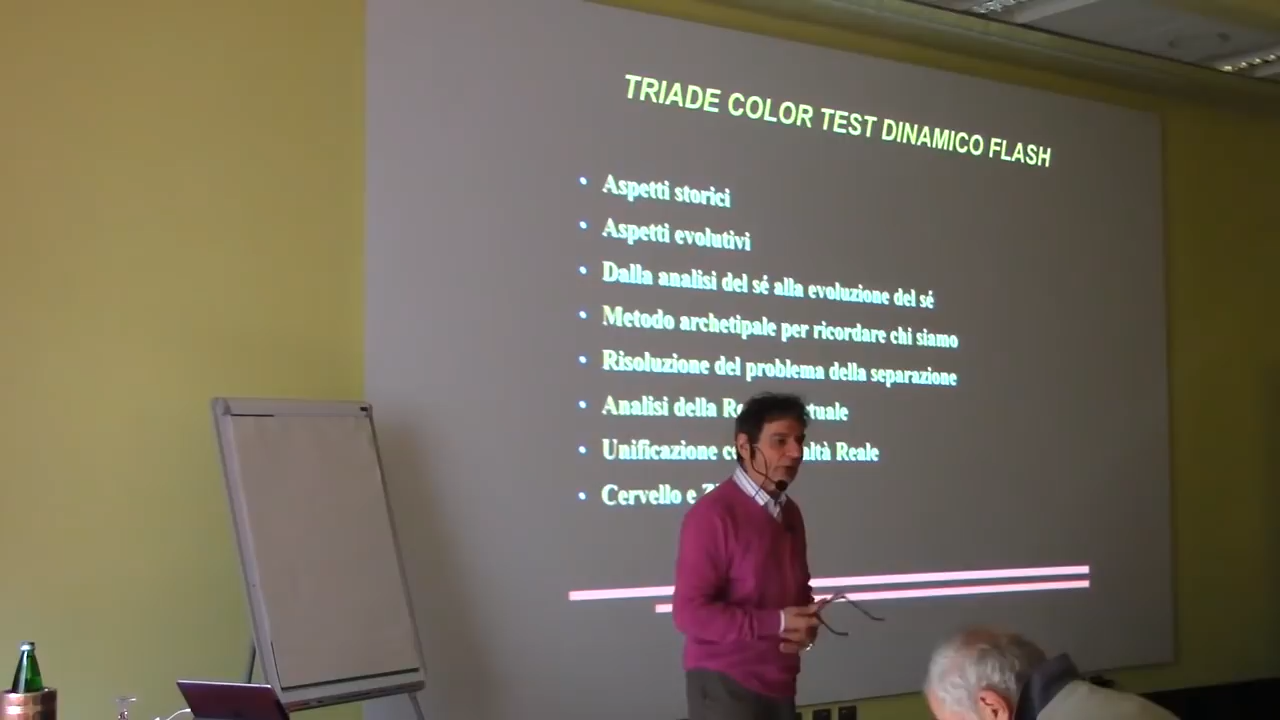 TRIADE COLOR TEST DINAMICO FLASH
• Aspetti storici
• Aspetti evolutivi
• Dalla analisi del sé alla evoluzione del sé
• Metodo archetipale per ricordare chi siamo
• Risoluzione del problema della separazione
• Analisi della
• Unificazione Reale
• Cervello e